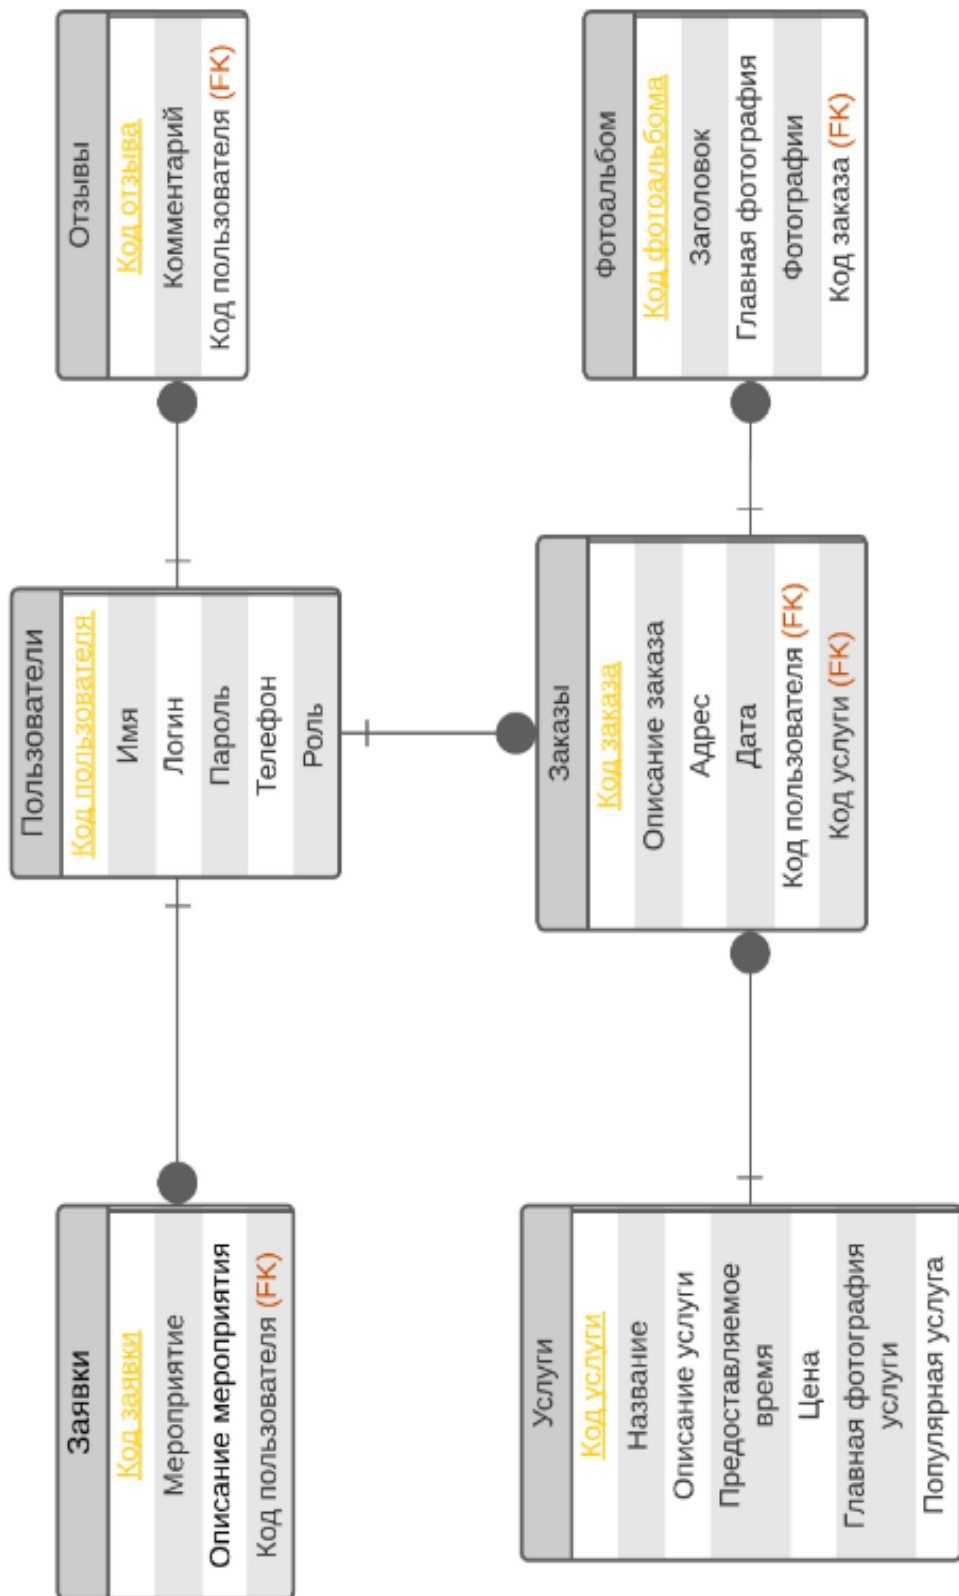 Заявки
Код заявки
Мероприятие
Описание мероприятия
Код пользователя (FK)
Пользователи
Код пользователя
Имя
Логин
Пароль
Телефон
Роль
Отзывы
Код отзыва
Комментарий
Код пользователя (FK)
Услуги
Код услуги
Название
Описание услуги
Предоставляемое
время
Цена
Главная фотография
услуги
Популярная услуга
Заказы
Код заказа
Описание заказа
Адрес
Дата
Код пользователя (FK)
Код услуги (FK)
Фотоальбом
Код фотоальбома
Заголовок
Главная фотография
Фотографии
Код заказа (FK)